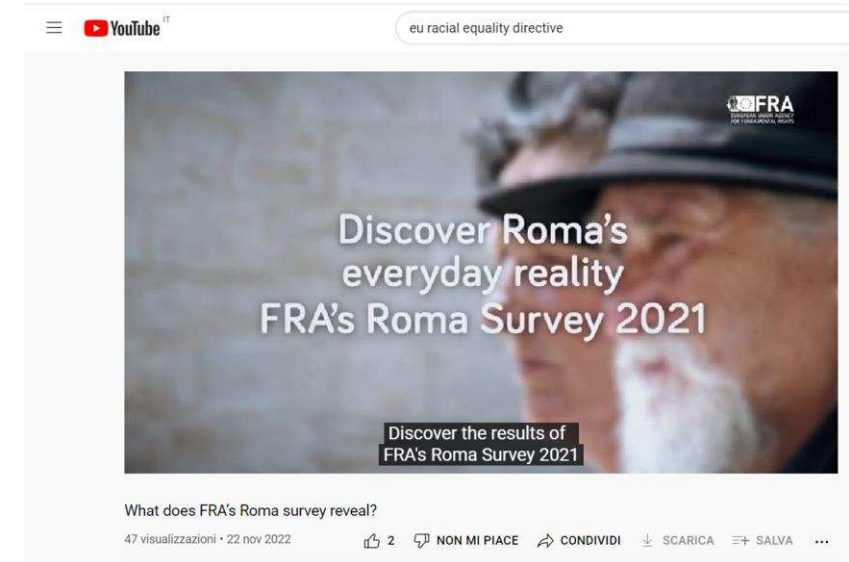 YouTube IT
eu racial equality directive
FRA
EUROPEAN UNION AGENCY
FOR FUNDAMENTAL RIGHTS
Discover Roma's
everyday reality
FRA's Roma Survey 2021
Discover the results of
FRA's Roma Survey 2021
What does FRA's Roma survey reveal?
47 visualizzazioni • 22 nov 2022
2
NON MI PIACE
CONDIVIDI
SCARICA
SALVA